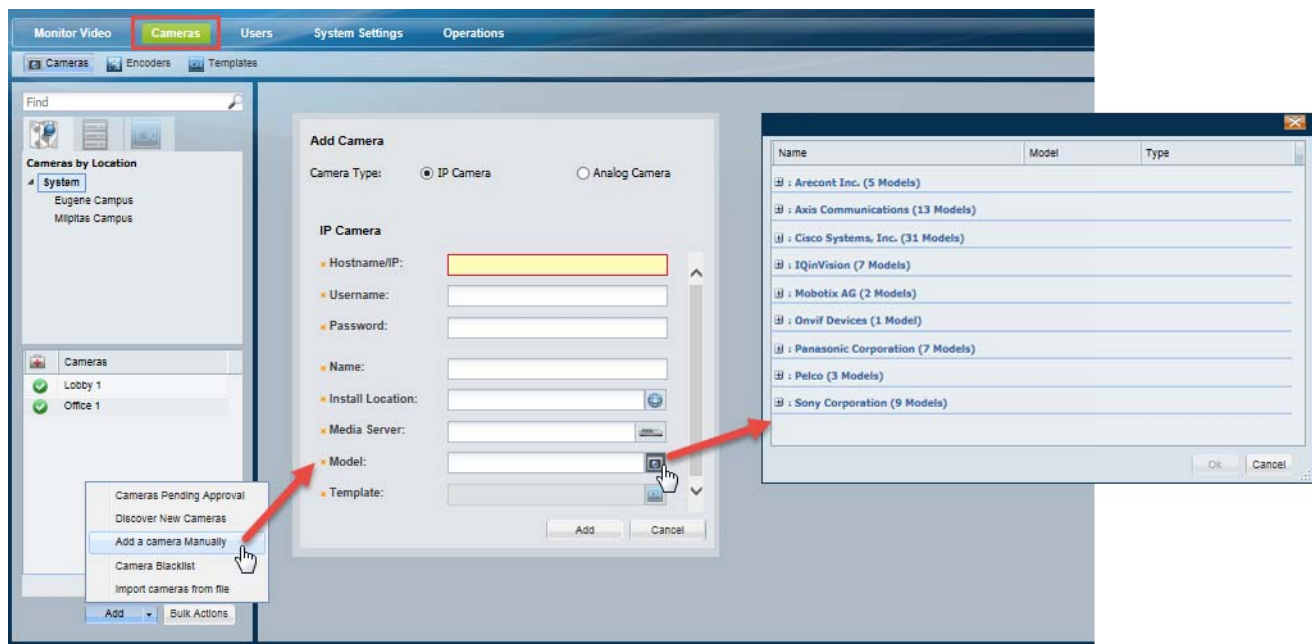 Monitor Video Cameras Users System Settings Operations
Cameras Encoders Templates
Find
Cameras by Location
System
Eugene Campus
Milpitas Campus
Cameras
Lobby 1
Office 1
Cameras Pending Approval
Discover New Cameras
Add a camera Manually
Camera Blacklist
Import cameras from file
Add Bulk Actions
Add Camera
Camera Type: IP Camera Analog Camera
IP Camera
Hostname/IP:
Username:
Password:
Name:
Install Location:
Media Server:
Model:
Template:
Add Cancel
Name Model Type
: Arecont Inc. (5 Models)
: Axis Communications (13 Models)
: Cisco Systems, Inc. (31 Models)
: IQinVision (7 Models)
: Mobotix AG (2 Models)
: Onvif Devices (1 Model)
: Panasonic Corporation (7 Models)
: Pelco (3 Models)
: Sony Corporation (9 Models)
Ok Cancel